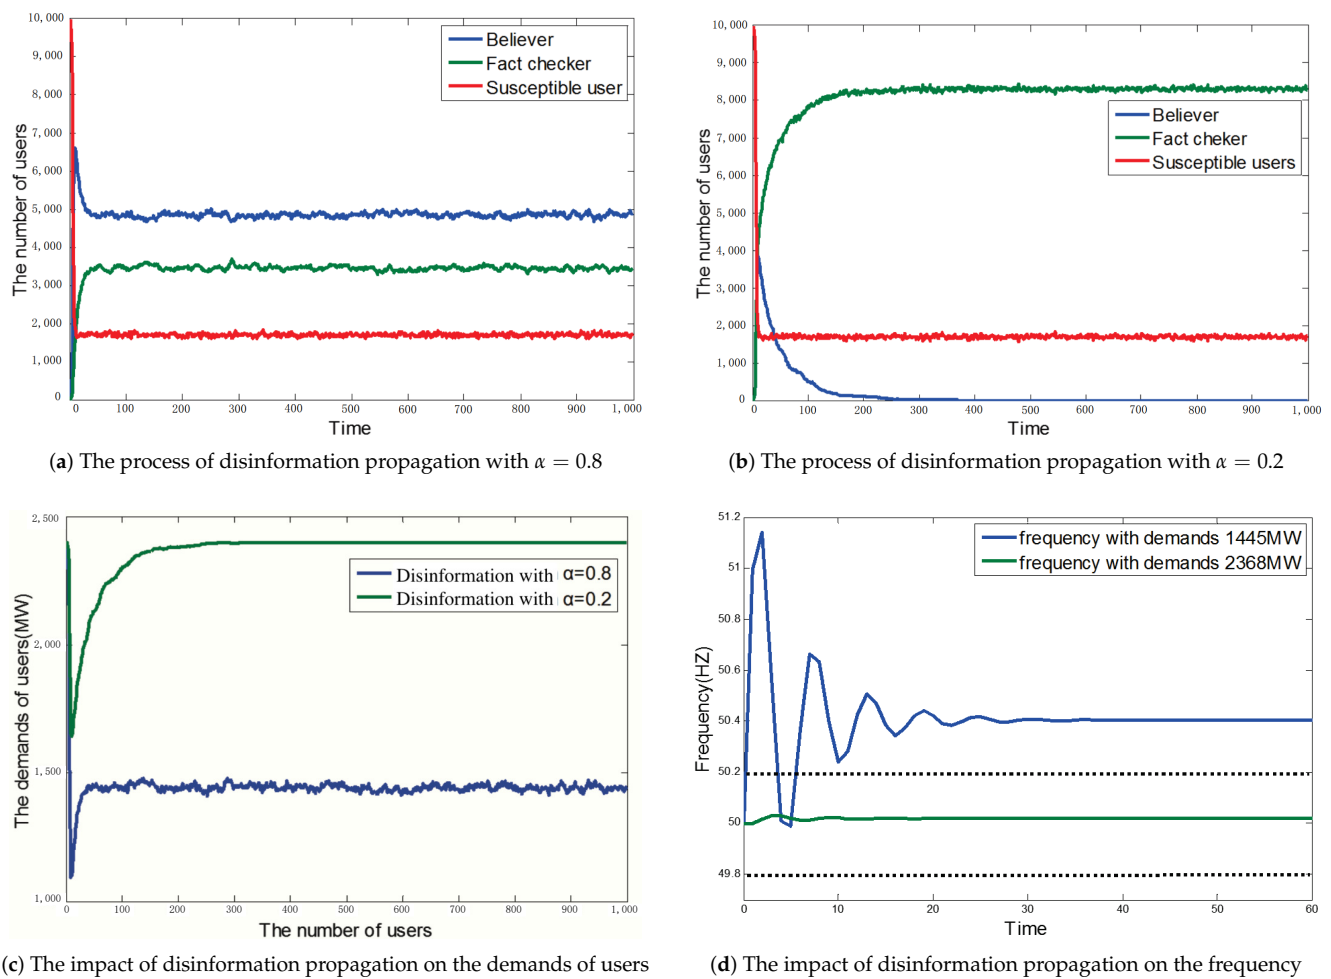 10,000
9,000
8,000
7,000
6,000
5,000
4,000
3,000
2,000
1,000
0
The number of users
Believer
Fact checker
Susceptible user
0 100 200 300 400 500 600 700 800 900 1,000
Time
(a) The process of disinformation propagation with α = 0.8
10,000
9,000
8,000
7,000
6,000
5,000
4,000
3,000
2,000
1,000
0
The number of users
Believer
Fact cheker
Susceptible users
0 100 200 300 400 500 600 700 800 900 1,000
Time
(b) The process of disinformation propagation with α = 0.2
2,500
2,000
1,500
1,000
The demands of users(MW)
Disinformation with α=0.8
Disinformation with α=0.2
0 100 200 300 400 500 600 700 800 900 1,000
The number of users
(c) The impact of disinformation propagation on the demands of users
51.2
51
50.8
50.6
50.4
50.2
50
49.8
Frequency(HZ)
frequency with demands 1445MW
frequency with demands 2368MW
0 10 20 30 40 50 60
Time
(d) The impact of disinformation propagation on the frequency